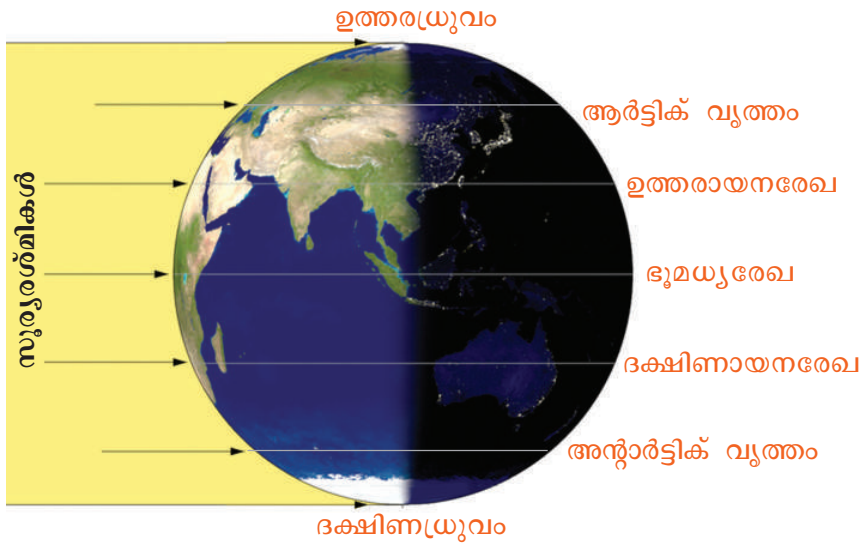 ഉത്തരധ്രുവം
ആർട്ടിക് വൃത്തം
ഉത്തരായനരേഖ
സൂര്യരശ്മികൾ
ഭൂമധ്യരേഖ
ദക്ഷിണായനരേഖ
അന്റാർട്ടിക് വൃത്തം
ദക്ഷിണധ്രുവം